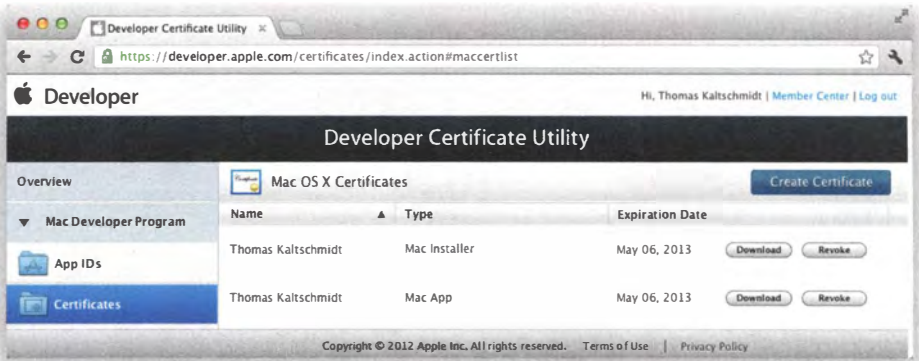 Developer Certificate Utility
https://developer.apple.com/certificates/index.action#maccertlist
Developer
Hi, Thomas Kaltschmidt | Member Center | Log out
Developer Certificate Utility
Overview
Mac OS X Certificates
Create Certificate
Mac Developer Program
Name Type Expiration Date
Thomas Kaltschmidt Mac Installer May 06, 2013 Download Revoke
App IDs
Thomas Kaltschmidt Mac App May 06, 2013 Download Revoke
Certificates
Copyright © 2012 Apple Inc. All rights reserved. Terms of Use | Privacy Policy